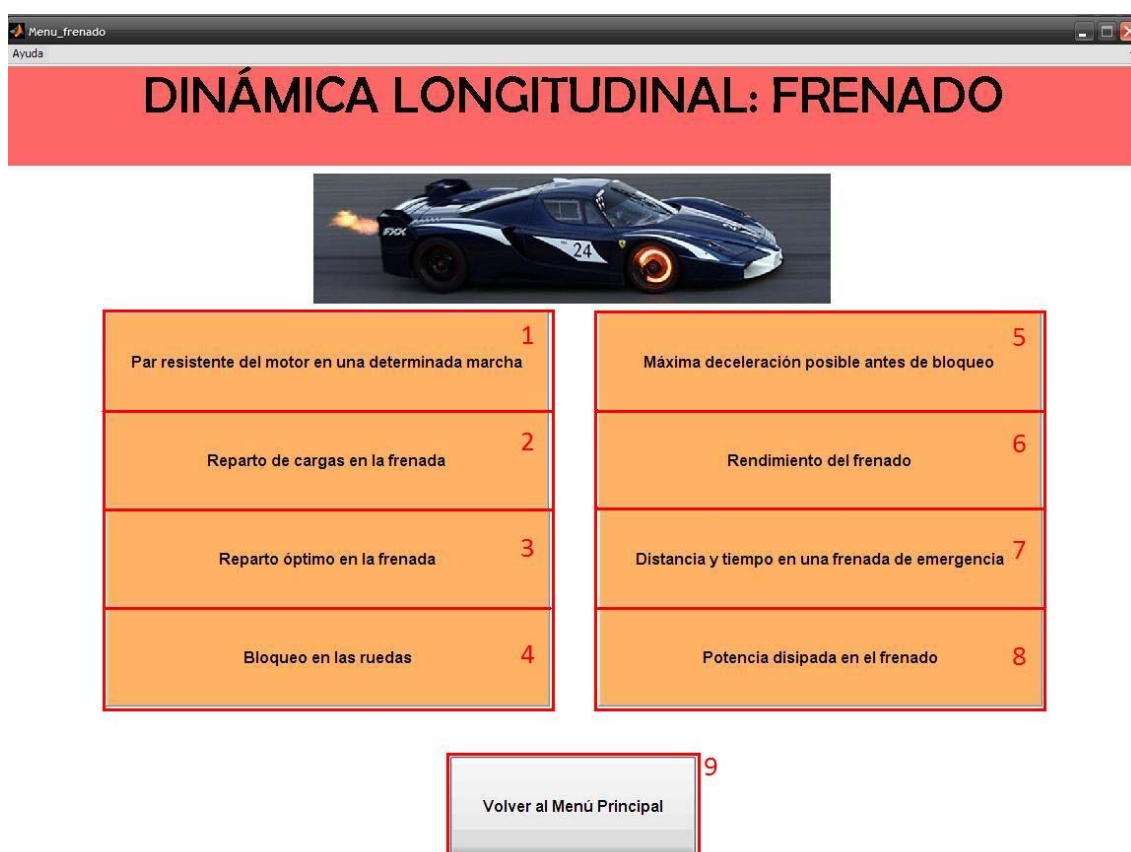 Menu_frenado
Ayuda
DINÁMICA LONGITUDINAL: FRENADO
FXX
24
Par resistente del motor en una determinada marcha 1
Reparto de cargas en la frenada 2
Reparto óptimo en la frenada 3
Bloqueo en las ruedas 4
Máxima deceleración posible antes de bloqueo 5
Rendimiento del frenado 6
Distancia y tiempo en una frenada de emergencia 7
Potencia disipada en el frenado 8
9
Volver al Menú Principal